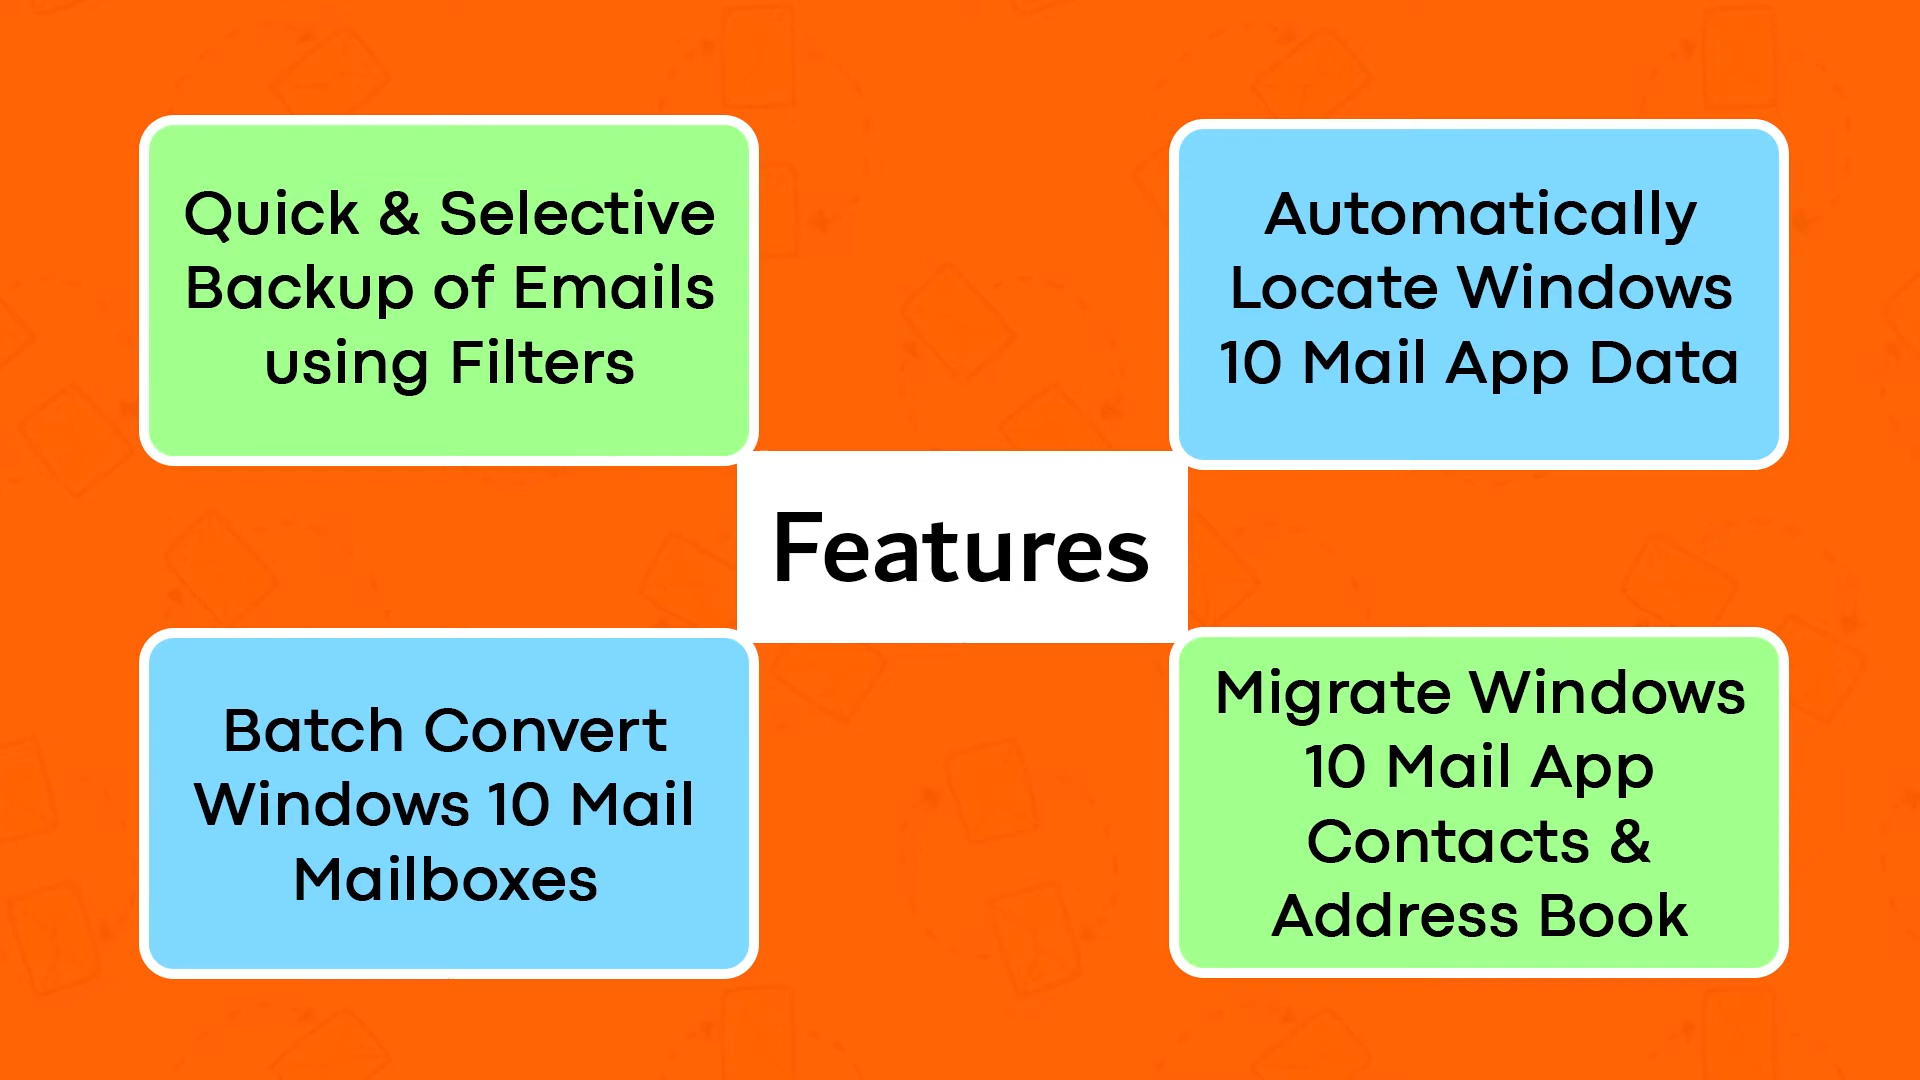 Quick & Selective
Backup of Emails
using Filters
Automatically
Locate Windows
10 Mail App Data
Features
Batch Convert
Windows 10 Mail
Mailboxes
Migrate Windows
10 Mail App
Contacts &
Address Book